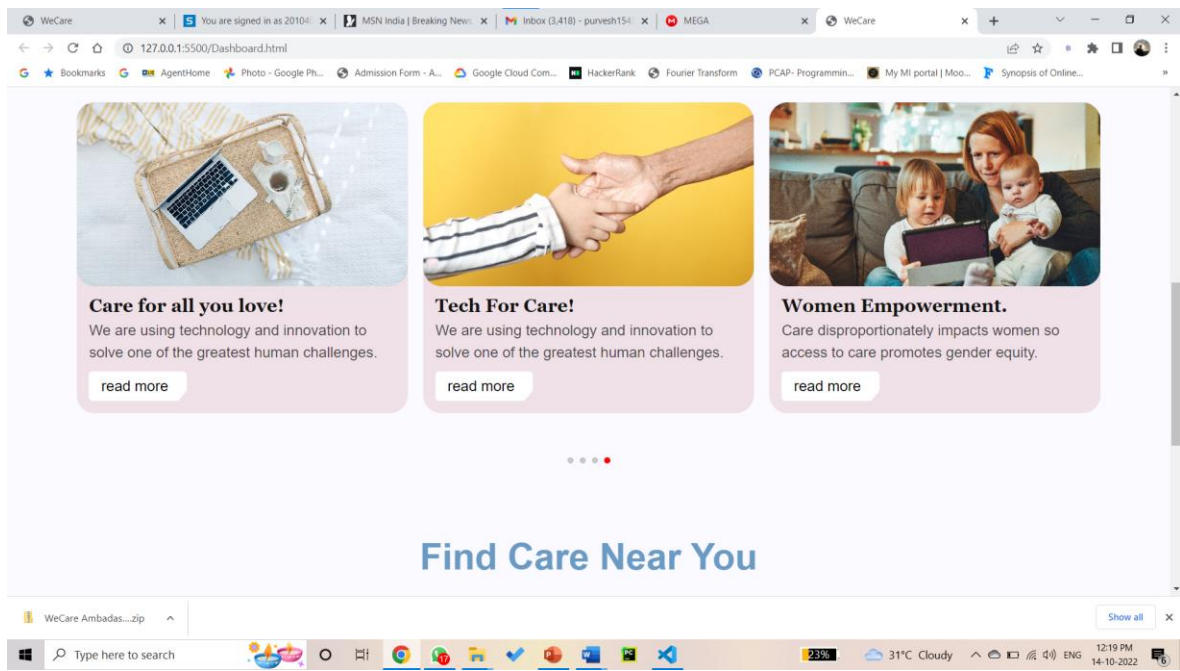 WeCare
You are signed in as 20104
MSN India | Breaking News,
Inbox (3,418) - purvesh154
MEGA
WeCare
127.0.0.1:5500/Dashboard.html
Bookmarks
AgentHome
Photo - Google Ph...
Admission Form - A...
Google Cloud Com...
HackerRank
Fourier Transform
PCAP- Programmin...
My MI portal | Moo...
Synopsis of Online...
Care for all you love!
We are using technology and innovation to
solve one of the greatest human challenges.
read more
Tech For Care!
We are using technology and innovation to
solve one of the greatest human challenges.
read more
Women Empowerment.
Care disproportionately impacts women so
access to care promotes gender equity.
read more
Find Care Near You
WeCare Ambadas....zip
Show all
Type here to search
23%
31°C Cloudy
ENG
12:19 PM
14-10-2022